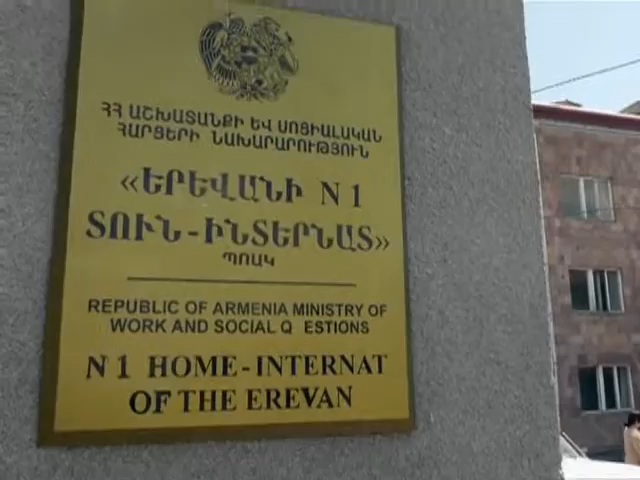 ՀՀ ԱՇԽԱՏԱՆՔԻ ԵՎ ՍՈՑԻԱԼԱԿԱՆ
ՀԱՐՑԵՐԻ ՆԱԽԱՐԱՐՈՒԹՅՈՒՆ
«ԵՐԵՎԱՆԻ N 1
ՏՈՒՆ-ԻՆՏԵՐՆԱՏ»
ՊՈԱԿ
REPUBLIC OF ARMENIA MINISTRY OF
WORK AND SOCIAL Q ESTIONS
N 1 HOME-INTERNAT
OF THE EREVAN